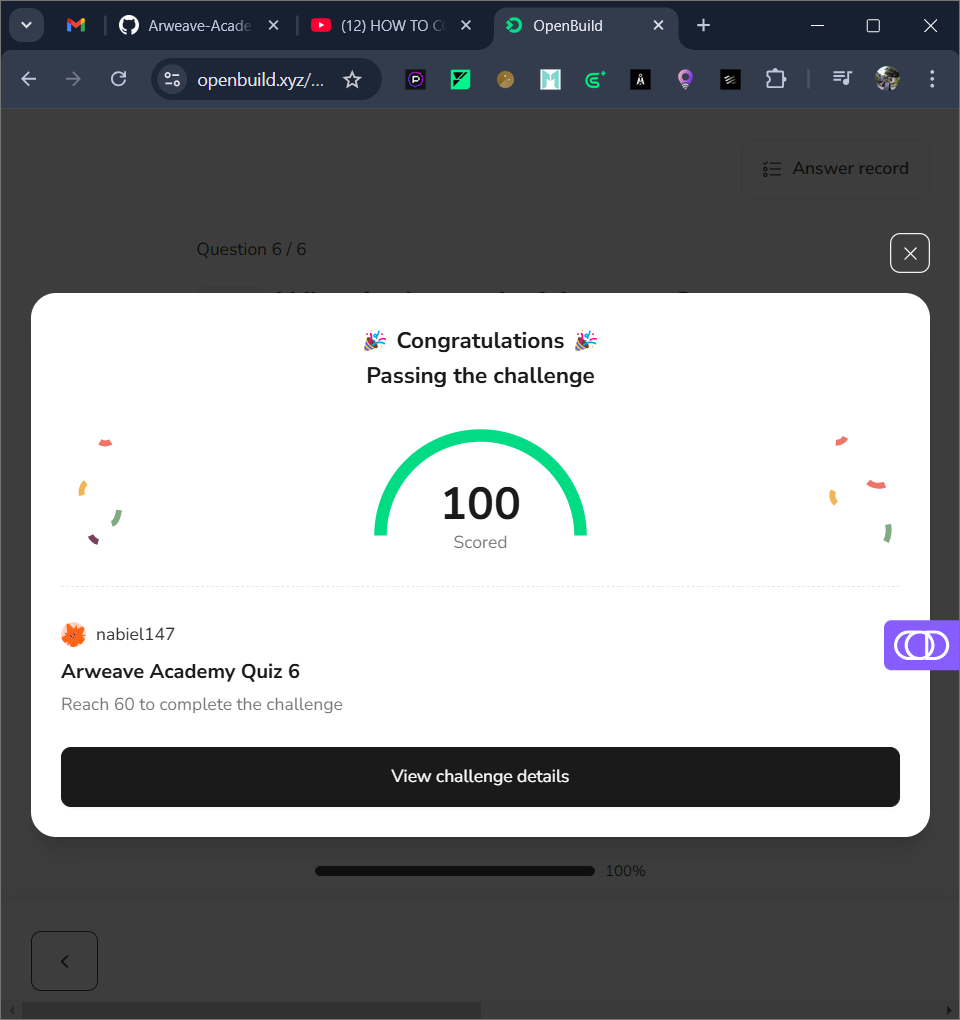 Arweave-Acade
(12) HOW TO C
OpenBuild
openbuild.xyz/...
Answer record
Question 6 / 6
Congratulations
Passing the challenge
100
Scored
nabiel147
Arweave Academy Quiz 6
Reach 60 to complete the challenge
View challenge details
100%